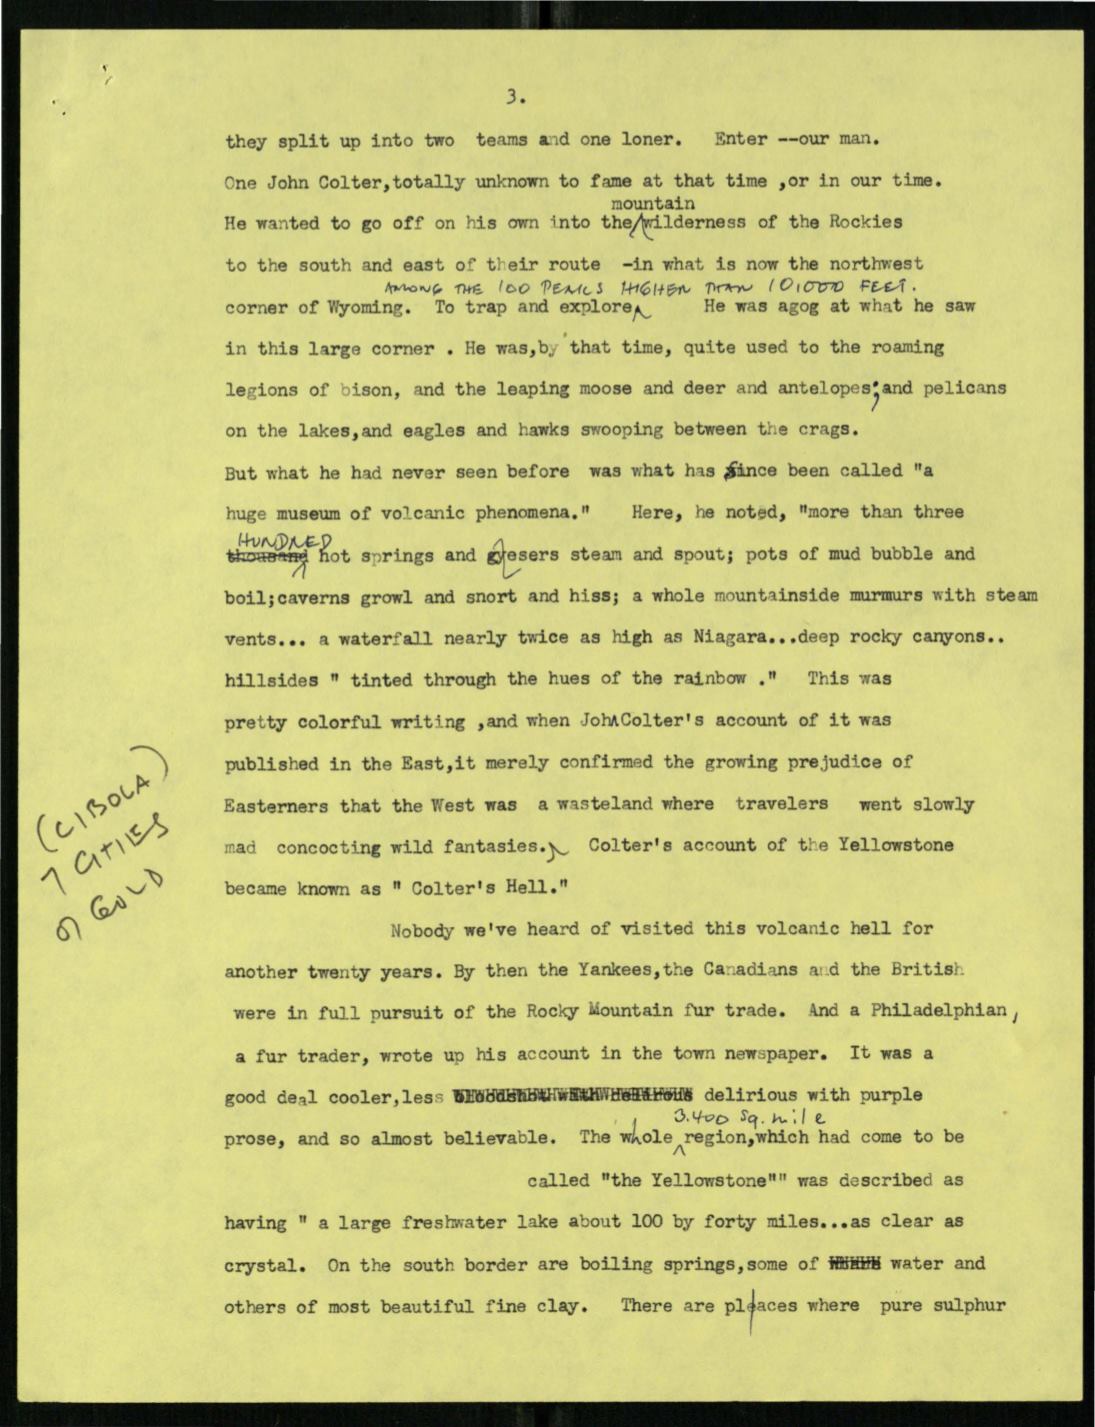 3.
they split up into two teams and one loner. Enter --our man.
One John Colter,totally unknown to fame at that time ,or in our time.
mountain
He wanted to go off on his own into the wilderness of the Rockies
to the south and east of their route -in what is now the northwest
AMONG THE 100 PEAKS HIGHER THAN 10,000 FEET.
corner of Wyoming. To trap and explore He was agog at what he saw
in this large corner . He was,by that time, quite used to the roaming
legions of bison, and the leaping moose and deer and antelopes;and pelicans
on the lakes,and eagles and hawks swooping between the crags.
But what he had never seen before was what has since been called "a
huge museum of volcanic phenomena." Here, he noted, "more than three
HUNDRED
thousand hot springs and gyesers steam and spout; pots of mud bubble and
boil;caverns growl and snort and hiss; a whole mountainside murmurs with steam
vents... a waterfall nearly twice as high as Niagara...deep rocky canyons..
hillsides " tinted through the hues of the rainbow ." This was
pretty colorful writing ,and when John Colter's account of it was
published in the East,it merely confirmed the growing prejudice of
Easterners that the West was a wasteland where travelers went slowly
mad concocting wild fantasies. Colter's account of the Yellowstone
became known as " Colter's Hell."
(CIBOLA)
7 CITIES
of GOLD
Nobody we've heard of visited this volcanic hell for
another twenty years. By then the Yankees,the Canadians and the British
were in full pursuit of the Rocky Mountain fur trade. And a Philadelphian,
a fur trader, wrote up his account in the town newspaper. It was a
good deal cooler,less delirious with purple
3.400 sq. mile
prose, and so almost believable. The whole region,which had come to be
called "the Yellowstone"" was described as
having " a large freshwater lake about 100 by forty miles...as clear as
crystal. On the south border are boiling springs,some of water and
others of most beautiful fine clay. There are places where pure sulphur